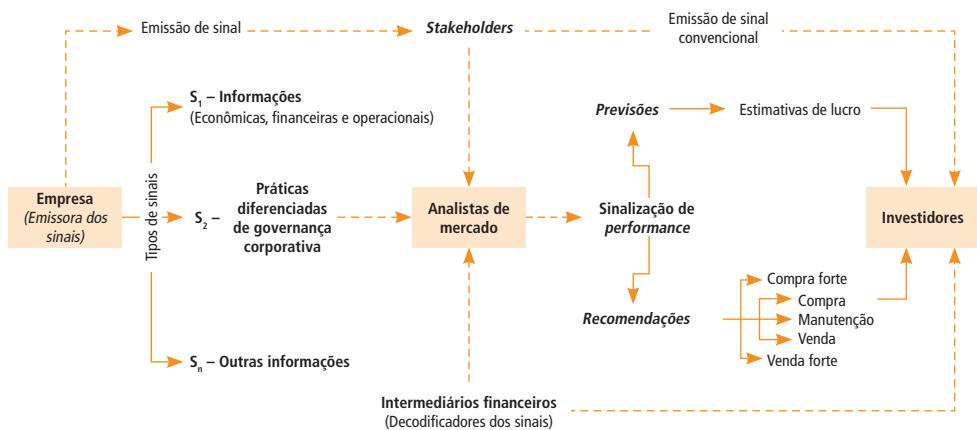 Emissão de sinal
Stakeholders
Emissão de sinal
convencional
S1 – Informações
(Econômicas, financeiras e operacionais)
Previsões
Estimativas de lucro
Empresa
(Emissora dos
sinais)
Tipos de sinais
S2 –
Práticas
diferenciadas
de governança
corporativa
Analistas de
mercado
Sinalização de
performance
Investidores
Recomendações
Compra forte
Compra
Manutenção
Venda
Venda forte
Sn – Outras informações
Intermediários financeiros
(Decodificadores dos sinais)